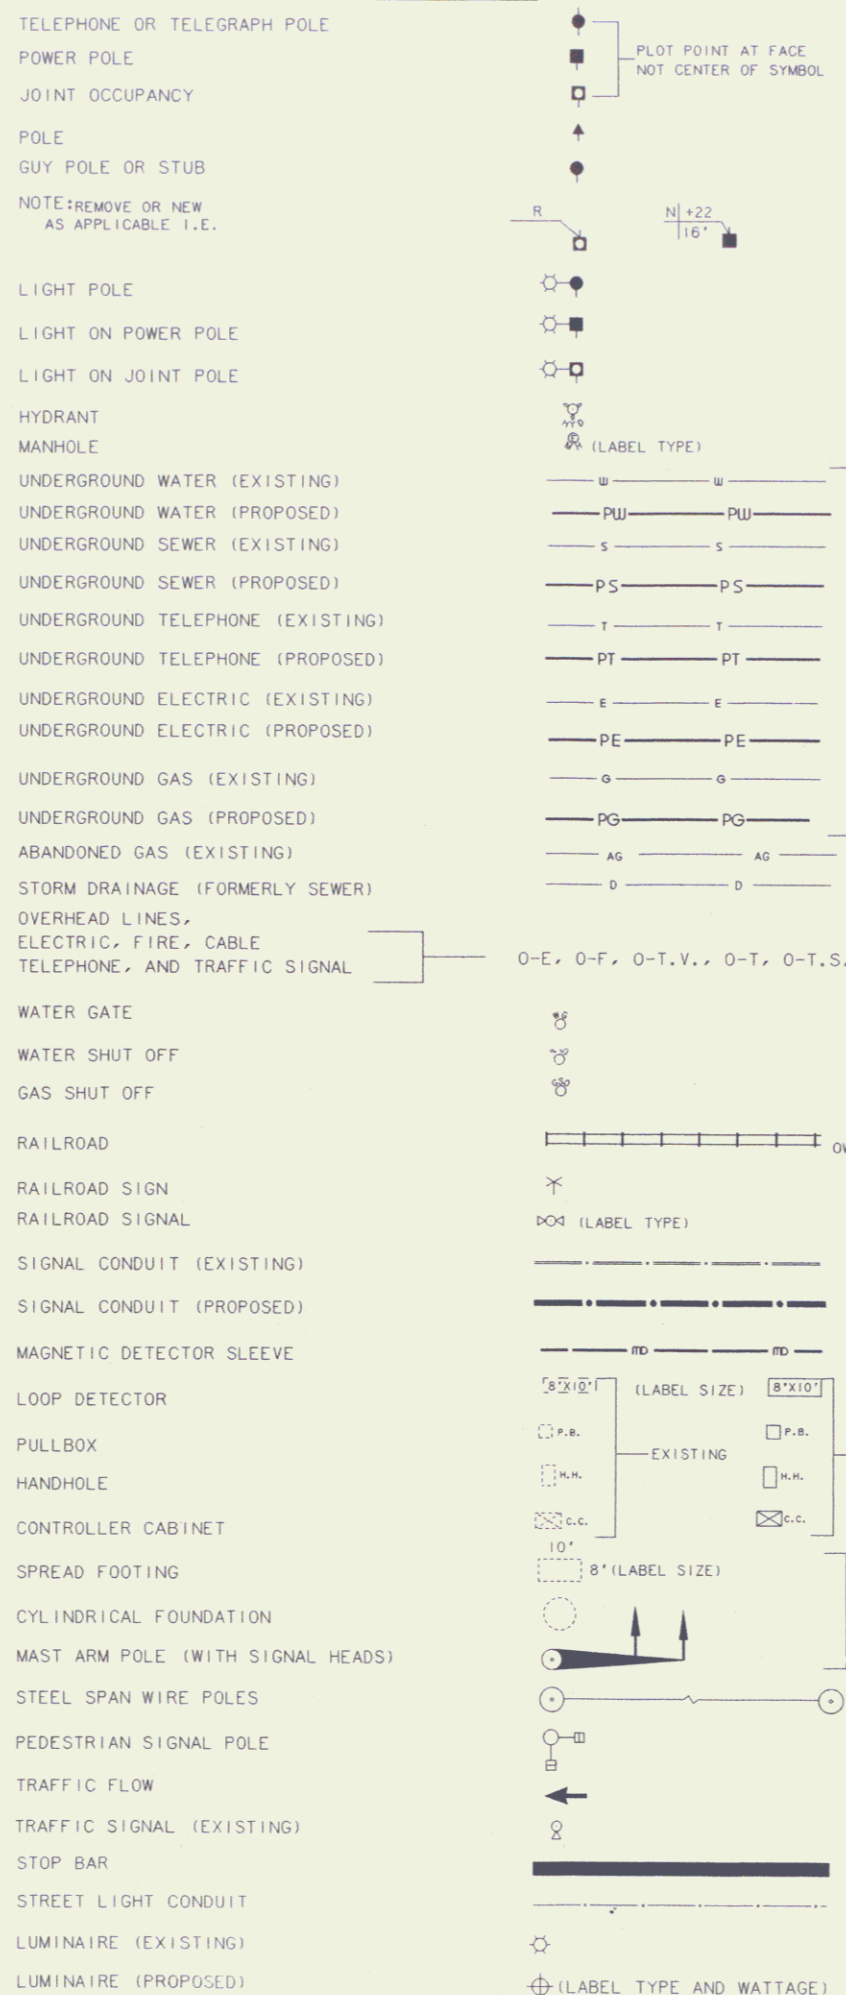 TELEPHONE OR TELEGRAPH POLE
POWER POLE
PLOT POINT AT FACE
NOT CENTER OF SYMBOL
JOINT OCCUPANCY
POLE
GUY POLE OR STUB
NOTE: REMOVE OR NEW
AS APPLICABLE I.E.
R
N +22
16'
LIGHT POLE
LIGHT ON POWER POLE
LIGHT ON JOINT POLE
HYDRANT
HYD
MANHOLE (LABEL TYPE)
UNDERGROUND WATER (EXISTING) W W
UNDERGROUND WATER (PROPOSED) PW PW
UNDERGROUND SEWER (EXISTING) S S
UNDERGROUND SEWER (PROPOSED) PS PS
UNDERGROUND TELEPHONE (EXISTING) T T
UNDERGROUND TELEPHONE (PROPOSED) PT PT
UNDERGROUND ELECTRIC (EXISTING) E E
UNDERGROUND ELECTRIC (PROPOSED) PE PE
UNDERGROUND GAS (EXISTING) G G
UNDERGROUND GAS (PROPOSED) PG PG
ABANDONED GAS (EXISTING) AG AG
STORM DRAINAGE (FORMERLY SEWER) D D
OVERHEAD LINES,
ELECTRIC, FIRE, CABLE
TELEPHONE, AND TRAFFIC SIGNAL
O-E, O-F, O-T.V., O-T, O-T.S.
WATER GATE
WATER SHUT OFF
GAS SHUT OFF GSO
RAILROAD
RAILROAD SIGN
RAILROAD SIGNAL (LABEL TYPE)
SIGNAL CONDUIT (EXISTING)
SIGNAL CONDUIT (PROPOSED)
MAGNETIC DETECTOR SLEEVE MD MD
LOOP DETECTOR 8'X10' (LABEL SIZE) 8'X10'
PULLBOX P.B. P.B.
EXISTING
HANDHOLE H.H. H.H.
CONTROLLER CABINET C.C. C.C.
10'
SPREAD FOOTING 8' (LABEL SIZE)
CYLINDRICAL FOUNDATION
MAST ARM POLE (WITH SIGNAL HEADS)
STEEL SPAN WIRE POLES
PEDESTRIAN SIGNAL POLE
TRAFFIC FLOW
TRAFFIC SIGNAL (EXISTING)
STOP BAR
STREET LIGHT CONDUIT
LUMINAIRE (EXISTING)
LUMINAIRE (PROPOSED) (LABEL TYPE AND WATTAGE)